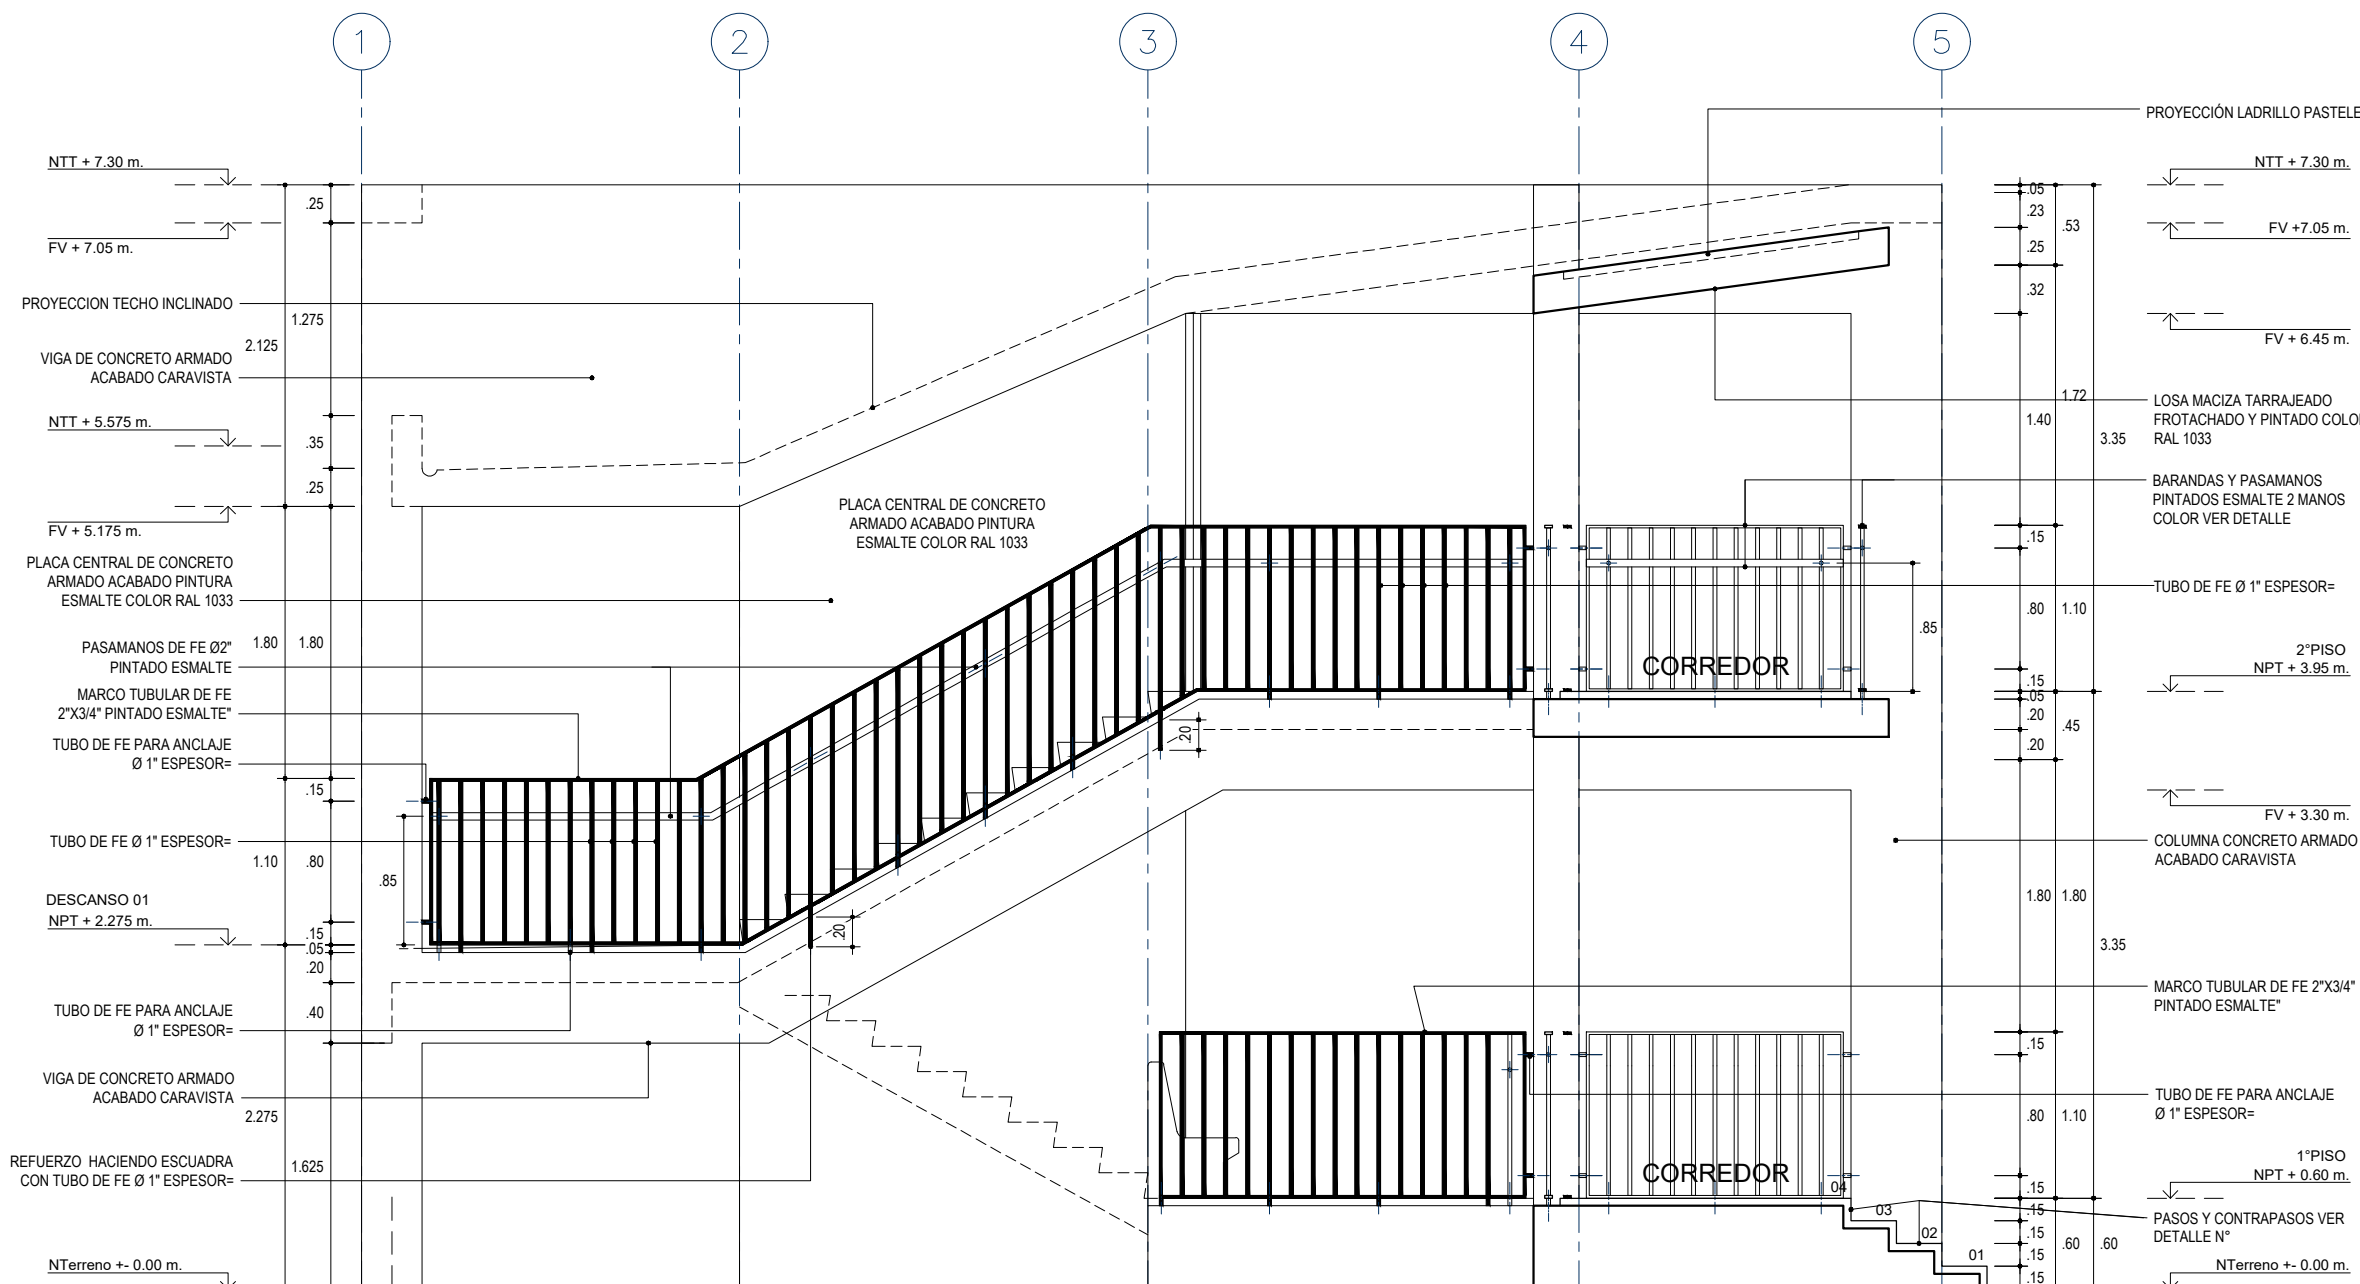 1
2
3
4
5
PROYECCIÓN LADRILLO PASTELE
NTT + 7.30 m.
FV + 7.05 m.
PROYECCION TECHO INCLINADO
VIGA DE CONCRETO ARMADO
ACABADO CARAVISTA
NTT + 5.575 m.
FV + 5.175 m.
PLACA CENTRAL DE CONCRETO
ARMADO ACABADO PINTURA
ESMALTE COLOR RAL 1033
PASAMANOS DE FE Ø2"
PINTADO ESMALTE
MARCO TUBULAR DE FE
2"X3/4" PINTADO ESMALTE"
TUBO DE FE PARA ANCLAJE
Ø 1" ESPESOR=
TUBO DE FE Ø 1" ESPESOR=
DESCANSO 01
NPT + 2.275 m.
TUBO DE FE PARA ANCLAJE
Ø 1" ESPESOR=
VIGA DE CONCRETO ARMADO
ACABADO CARAVISTA
REFUERZO HACIENDO ESCUADRA
CON TUBO DE FE Ø 1" ESPESOR=
NTerreno +- 0.00 m.
2.125
1.80
1.10
2.275
.25
1.275
.35
.25
1.80
.15
.80
.15
.05
.20
.40
1.625
.85
.20
.20
PLACA CENTRAL DE CONCRETO
ARMADO ACABADO PINTURA
ESMALTE COLOR RAL 1033
CORREDOR
.85
CORREDOR
04
03
02
01
.05
.23
.25
.32
1.40
.15
.80
.15
.05
.20
.20
1.80
.15
.80
.15
.15
.15
.15
.15
.53
1.72
1.10
.45
1.80
1.10
.60
3.35
3.35
.60
NTT + 7.30 m.
FV +7.05 m.
FV + 6.45 m.
LOSA MACIZA TARRAJEADO
FROTACHADO Y PINTADO COLO
RAL 1033
BARANDAS Y PASAMANOS
PINTADOS ESMALTE 2 MANOS
COLOR VER DETALLE
TUBO DE FE Ø 1" ESPESOR=
2°PISO
NPT + 3.95 m.
FV + 3.30 m.
COLUMNA CONCRETO ARMADO
ACABADO CARAVISTA
MARCO TUBULAR DE FE 2"X3/4"
PINTADO ESMALTE"
TUBO DE FE PARA ANCLAJE
Ø 1" ESPESOR=
1°PISO
NPT + 0.60 m.
PASOS Y CONTRAPASOS VER
DETALLE N°
NTerreno +- 0.00 m.